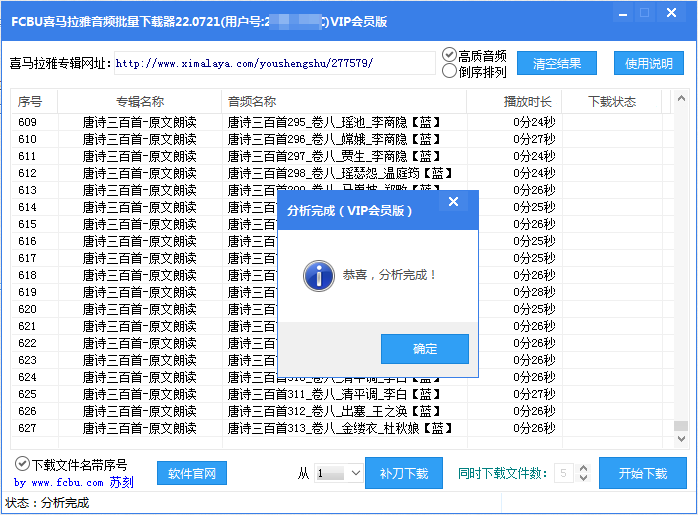 FCBU喜马拉雅音频批量下载器22.0721(用户号:2 )VIP会员版
喜马拉雅专辑网址: http://www.ximalaya.com/youshengshu/277579/ 高质音频 倒序排列 清空结果 使用说明
序号 专辑名称 音频名称 播放时长 下载状态
609 唐诗三百首-原文朗读 唐诗三百首295_卷八_瑶池_李商隐【蓝】 0分24秒
610 唐诗三百首-原文朗读 唐诗三百首296_卷八_嫦娥_李商隐【蓝】 0分27秒
611 唐诗三百首-原文朗读 唐诗三百首297_卷八_贾生_李商隐【蓝】 0分24秒
612 唐诗三百首-原文朗读 唐诗三百首298_卷八_瑶瑟怨_温庭筠【蓝】 0分24秒
613 唐诗三百首-原文朗读 唐诗三百首299_卷八_马嵬坡_郑畋【蓝】 0分26秒
614 唐诗三百首-原文朗读 唐诗三百首 0分25秒
615 唐诗三百首-原文朗读 唐诗三百首 0分26秒
616 唐诗三百首-原文朗读 唐诗三百首 0分25秒
617 唐诗三百首-原文朗读 唐诗三百首 0分25秒
618 唐诗三百首-原文朗读 唐诗三百首 0分26秒
619 唐诗三百首-原文朗读 唐诗三百首 0分28秒
620 唐诗三百首-原文朗读 唐诗三百首 0分25秒
621 唐诗三百首-原文朗读 唐诗三百首 0分26秒
622 唐诗三百首-原文朗读 唐诗三百首 0分26秒
623 唐诗三百首-原文朗读 唐诗三百首 0分26秒
624 唐诗三百首-原文朗读 唐诗三百首310_卷八_清平调_李白【蓝】 0分26秒
625 唐诗三百首-原文朗读 唐诗三百首311_卷八_清平调_李白【蓝】 0分27秒
626 唐诗三百首-原文朗读 唐诗三百首312_卷八_出塞_王之涣【蓝】 0分26秒
627 唐诗三百首-原文朗读 唐诗三百首313_卷八_金缕衣_杜秋娘【蓝】 0分26秒
分析完成(VIP会员版)
恭喜，分析完成！
确定
下载文件名带序号
by www.fcbu.com 苏刻
软件官网 从 1 补刀下载 同时下载文件数: 5 开始下载
状态：分析完成